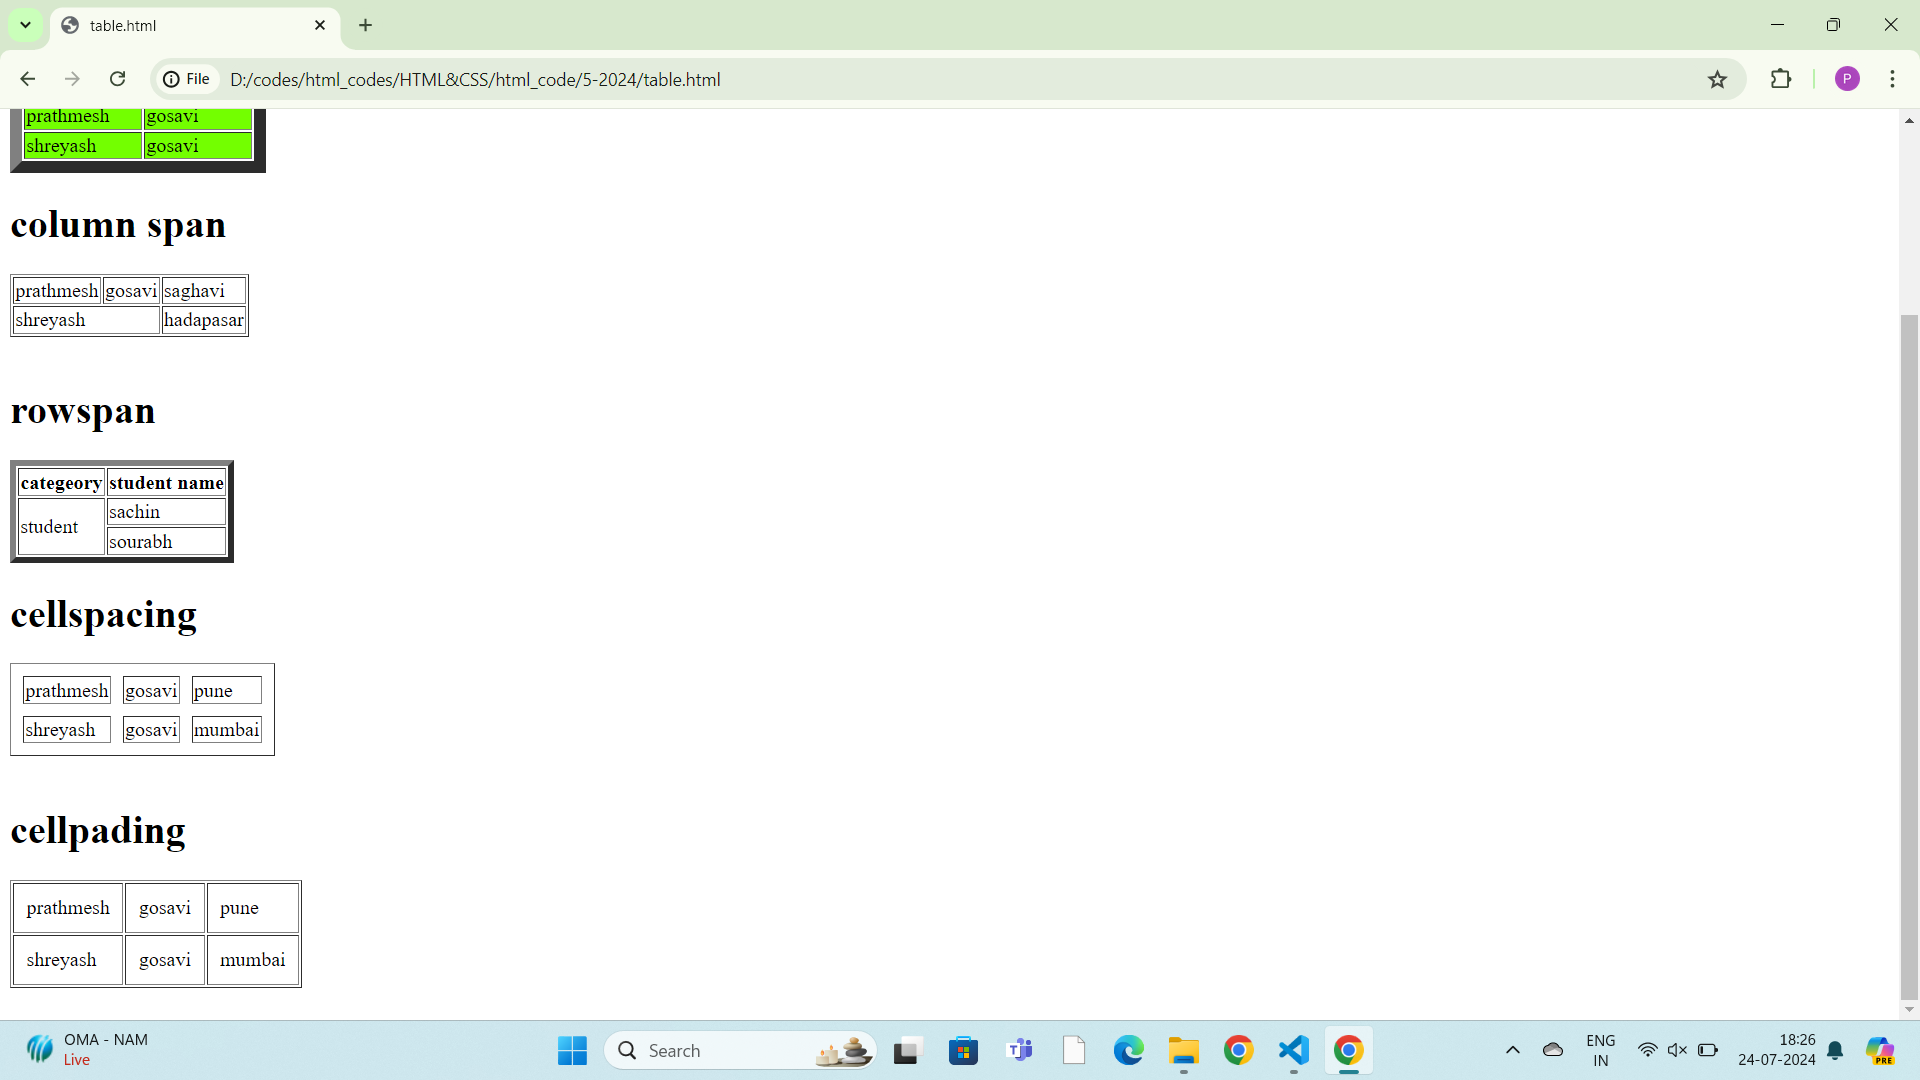 table.html
File D:/codes/html_codes/HTML&CSS/html_code/5-2024/table.html
P
prathmesh gosavi
shreyash gosavi
column span
prathmesh gosavi saghavi
shreyash hadapasar
rowspan
categeory student name
student sachin
sourabh
cellspacing
prathmesh gosavi pune
shreyash gosavi mumbai
cellpading
prathmesh gosavi pune
shreyash gosavi mumbai
OMA - NAM
Live
Search
ENG
IN
18:26
24-07-2024
PRE